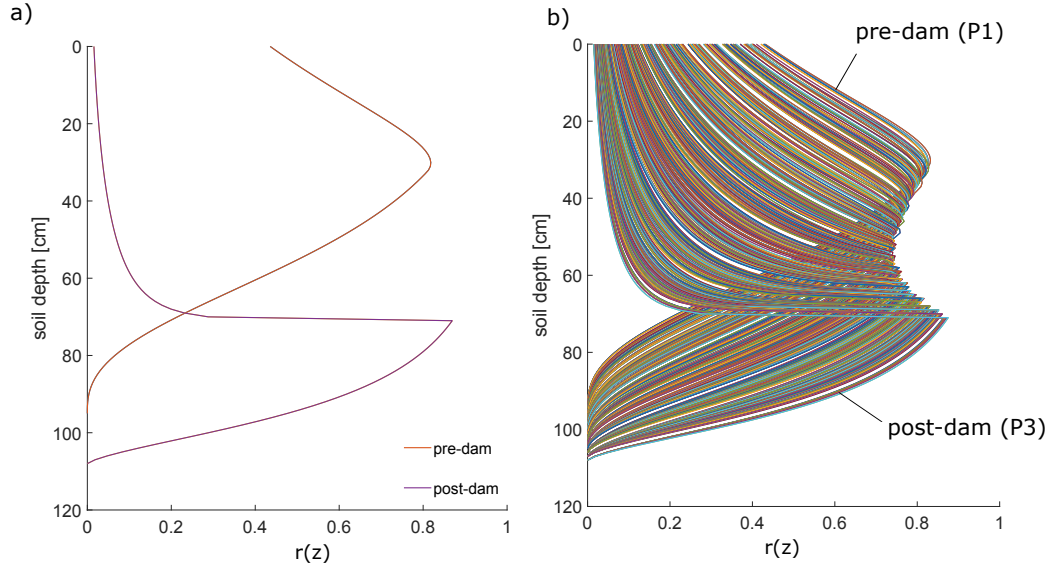 a)
0
20
40
60
80
100
120
soil depth [cm]
0
0.2
0.4
0.6
0.8
1
r(z)
pre-dam
post-dam
b)
pre-dam (P1)
0
20
40
60
80
100
120
soil depth [cm]
post-dam (P3)
0
0.2
0.4
0.6
0.8
1
r(z)